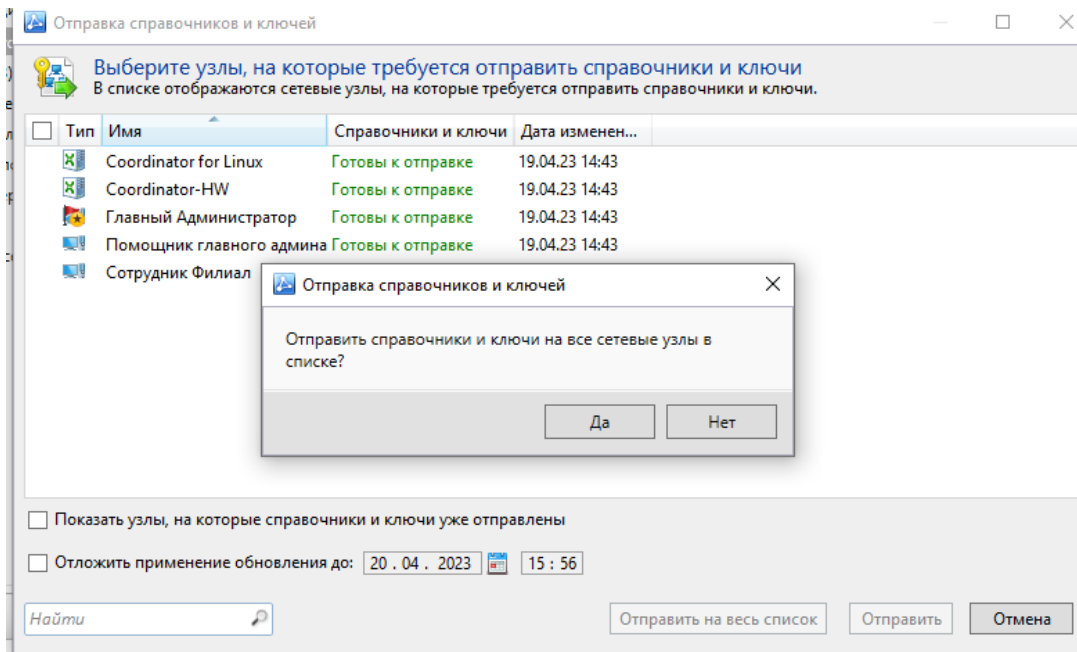 Отправка справочников и ключей
Выберите узлы, на которые требуется отправить справочники и ключи
В списке отображаются сетевые узлы, на которые требуется отправить справочники и ключи.
Тип Имя Справочники и ключи Дата изменен...
Coordinator for Linux Готовы к отправке 19.04.23 14:43
Coordinator-HW Готовы к отправке 19.04.23 14:43
Главный Администратор Готовы к отправке 19.04.23 14:43
Помощник главного админа Готовы к отправке 19.04.23 14:43
Сотрудник Филиал
Отправка справочников и ключей
Отправить справочники и ключи на все сетевые узлы в
списке?
Да Нет
Показать узлы, на которые справочники и ключи уже отправлены
Отложить применение обновления до: 20 . 04 . 2023 15 : 56
Найти Отправить на весь список Отправить Отмена